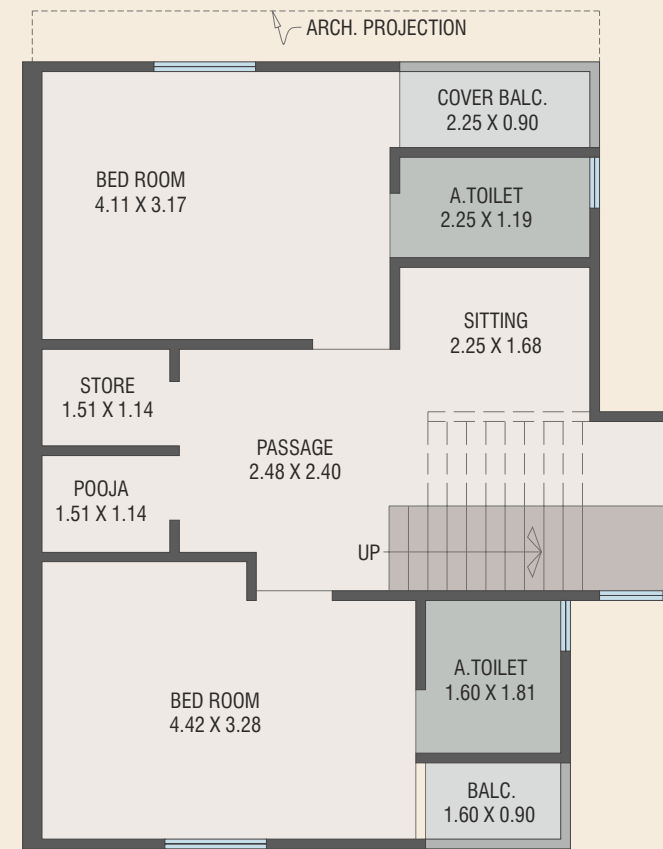 ARCH. PROJECTION
COVER BALC.
2.25 X 0.90
BED ROOM
4.11 X 3.17
A.TOILET
2.25 X 1.19
SITTING
2.25 X 1.68
STORE
1.51 X 1.14
PASSAGE
2.48 X 2.40
POOJA
1.51 X 1.14
UP
A.TOILET
1.60 X 1.81
BED ROOM
4.42 X 3.28
BALC.
1.60 X 0.90